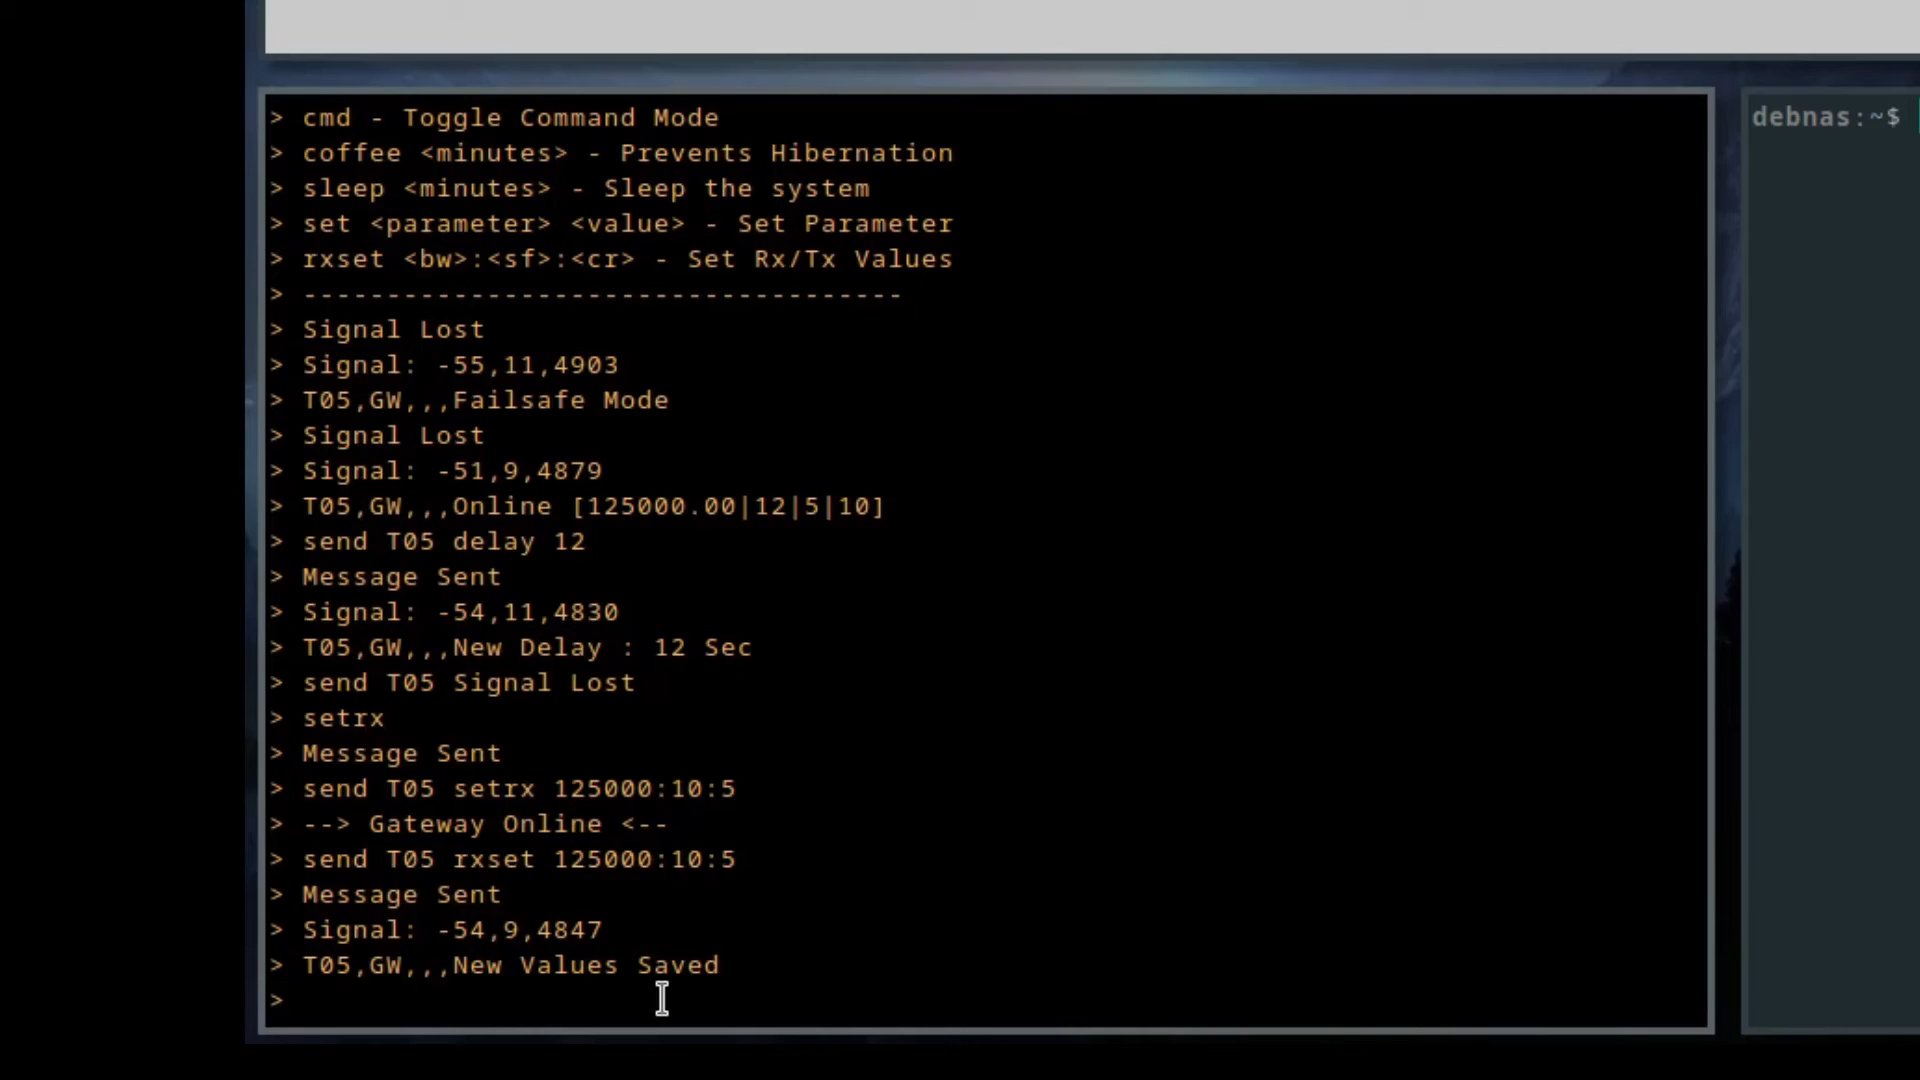 > cmd - Toggle Command Mode
> coffee <minutes> - Prevents Hibernation
> sleep <minutes> - Sleep the system
> set <parameter> <value> - Set Parameter
> rxset <bw>:<sf>:<cr> - Set Rx/Tx Values
> ------------------------------------
> Signal Lost
> Signal: -55,11,4903
> T05,GW,,,Failsafe Mode
> Signal Lost
> Signal: -51,9,4879
> T05,GW,,,Online [125000.00|12|5|10]
> send T05 delay 12
> Message Sent
> Signal: -54,11,4830
> T05,GW,,,New Delay : 12 Sec
> send T05 Signal Lost
> setrx
> Message Sent
> send T05 setrx 125000:10:5
> --> Gateway Online <--
> send T05 rxset 125000:10:5
> Message Sent
> Signal: -54,9,4847
> T05,GW,,,New Values Saved
>
debnas:~$